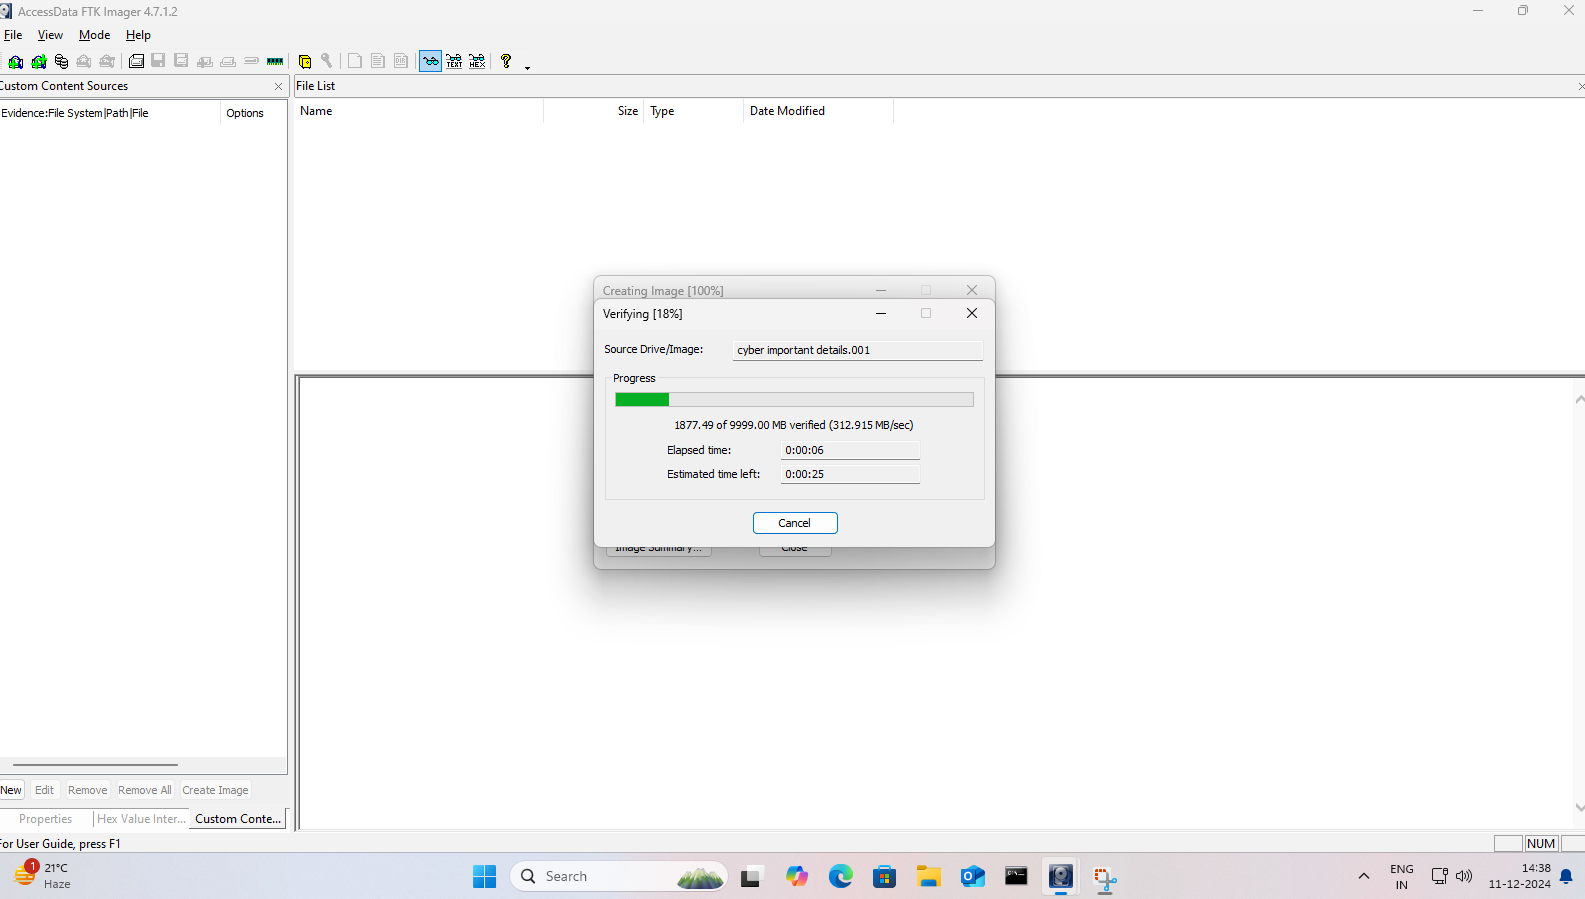 AccessData FTK Imager 4.7.1.2
File View Mode Help
TEXT HEX
Custom Content Sources
File List
Evidence:File System|Path|File Options
Name Size Type Date Modified
Creating Image [100%]
Verifying [18%]
Source Drive/Image: cyber important details.001
Progress
1877.49 of 9999.00 MB verified (312.915 MB/sec)
Elapsed time: 0:00:06
Estimated time left: 0:00:25
Cancel
Image Summary... Close
New Edit Remove Remove All Create Image
Properties Hex Value Inter... Custom Conte...
For User Guide, press F1
NUM
1
21°C
Haze
Search
ENG
IN
14:38
11-12-2024